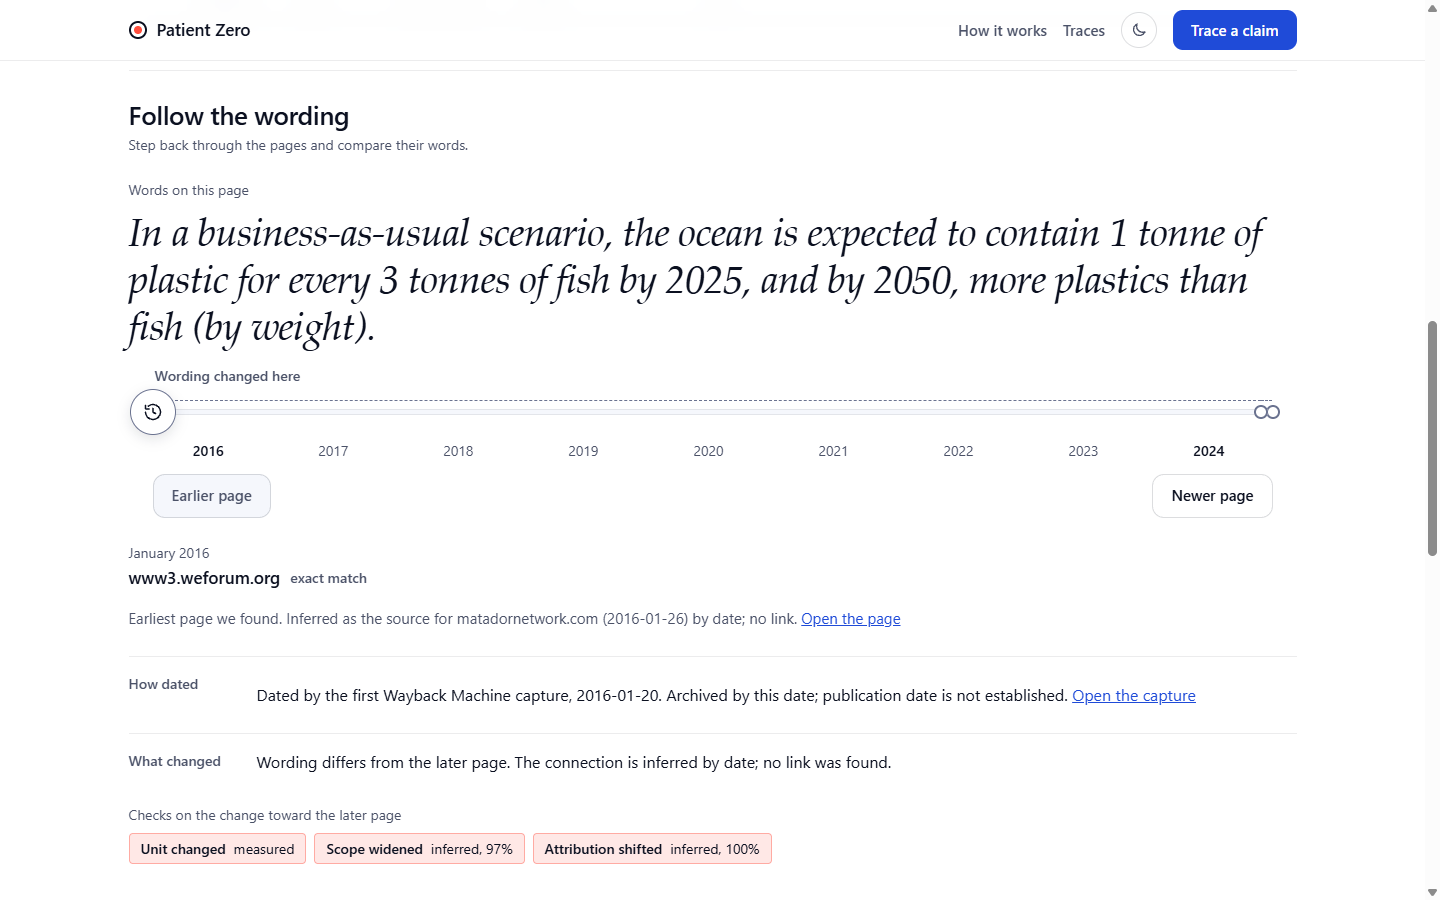 Patient Zero
How it works
Traces
Trace a claim
Follow the wording
Step back through the pages and compare their words.
Words on this page
In a business-as-usual scenario, the ocean is expected to contain 1 tonne of
plastic for every 3 tonnes of fish by 2025, and by 2050, more plastics than
fish (by weight).
Wording changed here
2016 2017 2018 2019 2020 2021 2022 2023 2024
Earlier page
Newer page
January 2016
www3.weforum.org exact match
Earliest page we found. Inferred as the source for matadornetwork.com (2016-01-26) by date; no link. Open the page
How dated
Dated by the first Wayback Machine capture, 2016-01-20. Archived by this date; publication date is not established. Open the capture
What changed
Wording differs from the later page. The connection is inferred by date; no link was found.
Checks on the change toward the later page
Unit changed measured
Scope widened inferred, 97%
Attribution shifted inferred, 100%